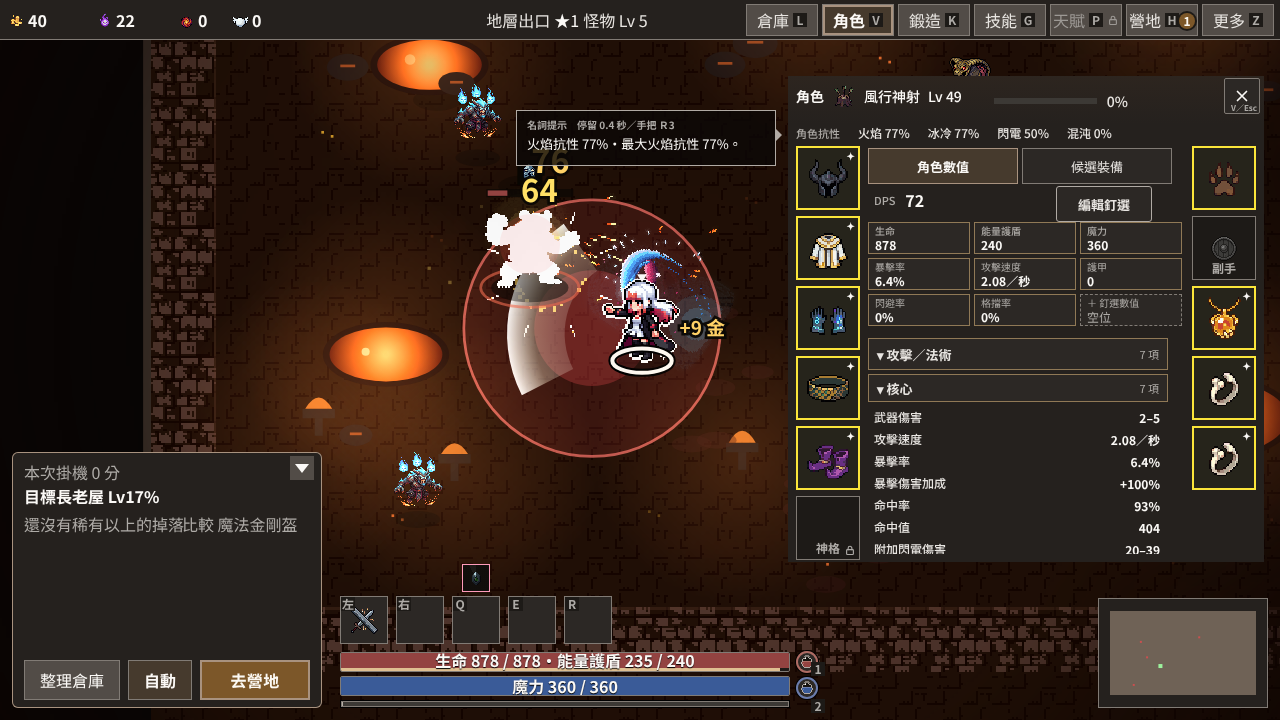 40
22
0
0
地層出口 ★1 怪物 Lv 5
倉庫 L
角色 V
鍛造 K
技能 G
天賦 P
營地 H 1
更多 Z
名詞提示 停留 0.4 秒／手把 R3
火焰抗性 77%・最大火焰抗性 77%。
76
64
+9 金
角色 風行神射 Lv 49
0%
V／Esc
角色抗性 火焰 77% 冰冷 77% 閃電 50% 混沌 0%
角色數值
候選裝備
DPS 72
編輯釘選
生命
878
能量護盾
240
魔力
360
暴擊率
6.4%
攻擊速度
2.08／秒
護甲
0
閃避率
0%
格擋率
0%
＋ 釘選數值
空位
副手
神格
▼攻擊／法術 7 項
▼核心 7 項
武器傷害 2–5
攻擊速度 2.08／秒
暴擊率 6.4%
暴擊傷害加成 +100%
命中率 93%
命中值 404
附加閃電傷害 20–39
本次掛機 0 分
目標長老屋 Lv17%
還沒有稀有以上的掉落比較 魔法金剛盔
整理倉庫
自動
去營地
左
右
Q
E
R
生命 878 / 878・能量護盾 235 / 240
1
魔力 360 / 360
2